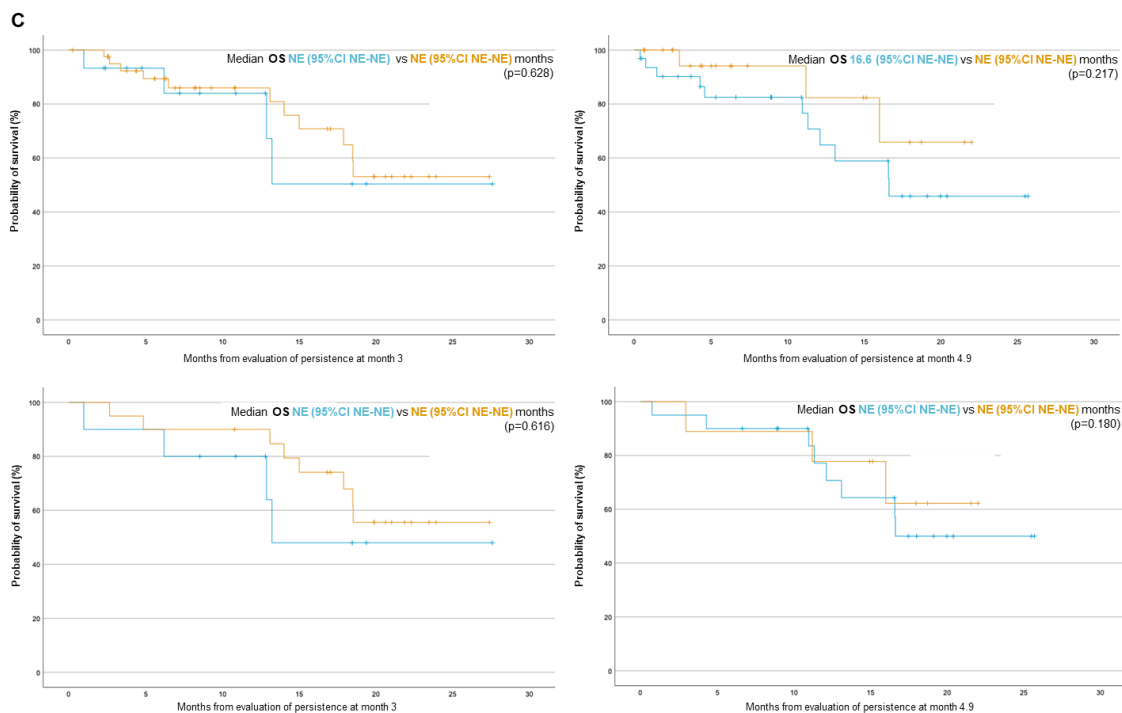 C
Median OS NE (95%CI NE-NE) vs NE (95%CI NE-NE) months
(p=0.628)
Probability of survival (%)
100
80
60
40
20
0
0 5 10 15 20 25 30
Months from evaluation of persistence at month 3
Median OS 16.6 (95%CI NE-NE) vs NE (95%CI NE-NE) months
(p=0.217)
Probability of survival (%)
100
80
60
40
20
0
0 5 10 15 20 25 30
Months from evaluation of persistence at month 4.9
Median OS NE (95%CI NE-NE) vs NE (95%CI NE-NE) months
(p=0.616)
Probability of survival (%)
100
80
60
40
20
0
0 5 10 15 20 25 30
Months from evaluation of persistence at month 3
Median OS NE (95%CI NE-NE) vs NE (95%CI NE-NE) months
(p=0.180)
Probability of survival (%)
100
80
60
40
20
0
0 5 10 15 20 25 30
Months from evaluation of persistence at month 4.9